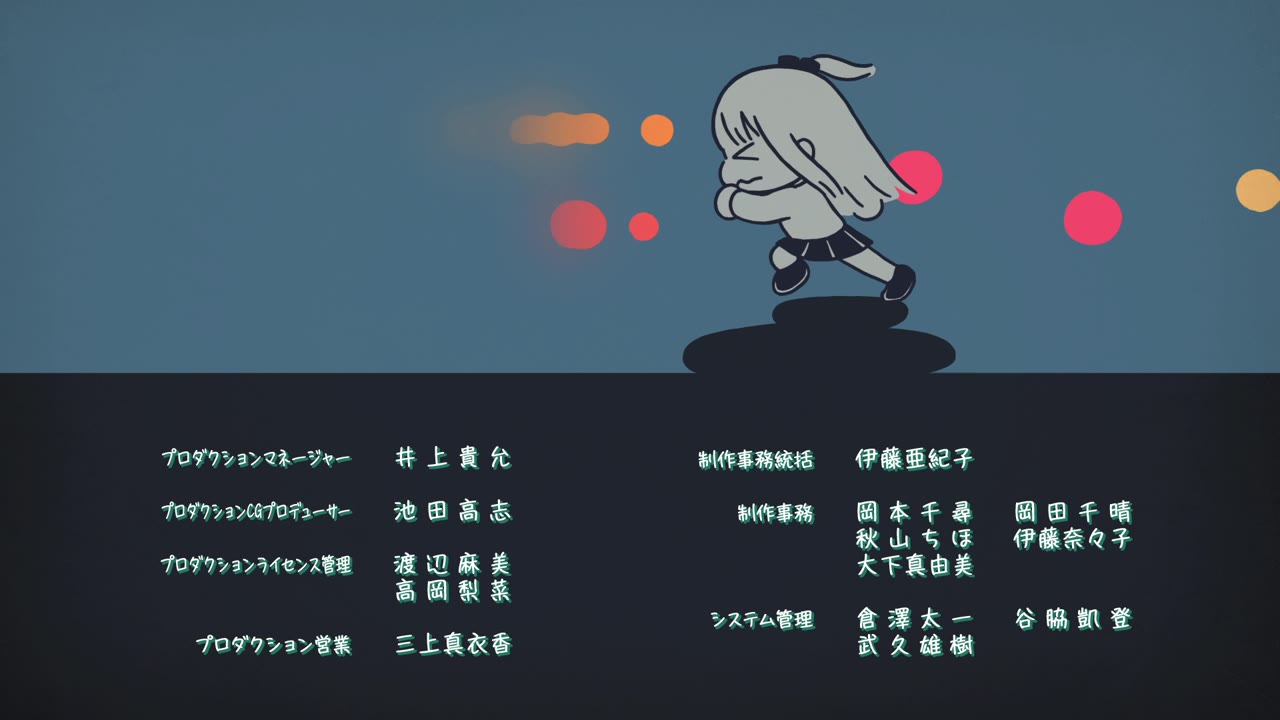 プロダクションマネージャー 井上貴允
プロダクションCGプロデューサー 池田高志
プロダクションライセンス管理 渡辺麻美
高岡梨菜
プロダクション営業 三上真衣香
制作事務統括 伊藤亜紀子
制作事務 岡本千尋 岡田千晴
秋山ちほ 伊藤奈々子
大下真由美
システム管理 倉澤太一 谷脇凱登
武久雄樹